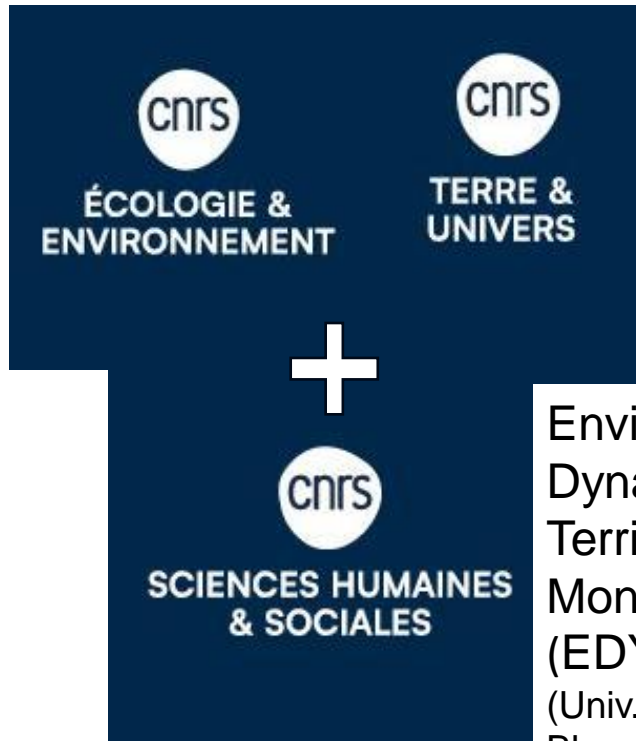 cnrs
ÉCOLOGIE &
ENVIRONNEMENT
cnrs
TERRE &
UNIVERS
+
cnrs
SCIENCES HUMAINES
& SOCIALES
Envi
Dyna
Terri
Mon
(EDY
(Univ.